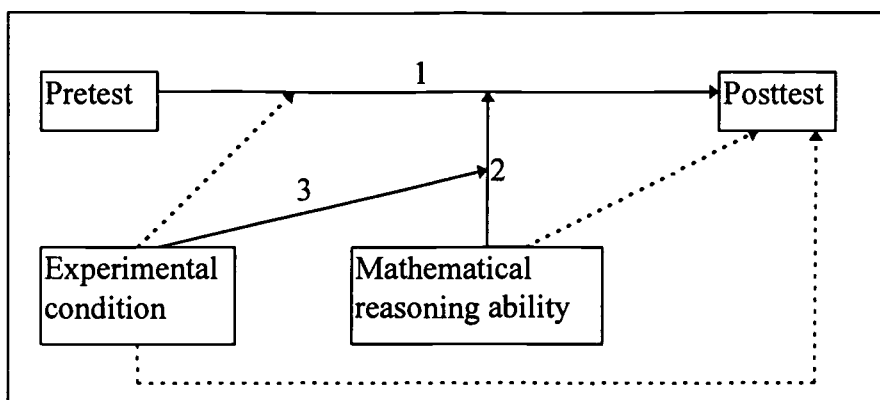 1
Pretest
Posttest
2
3
Experimental
condition
Mathematical
reasoning ability